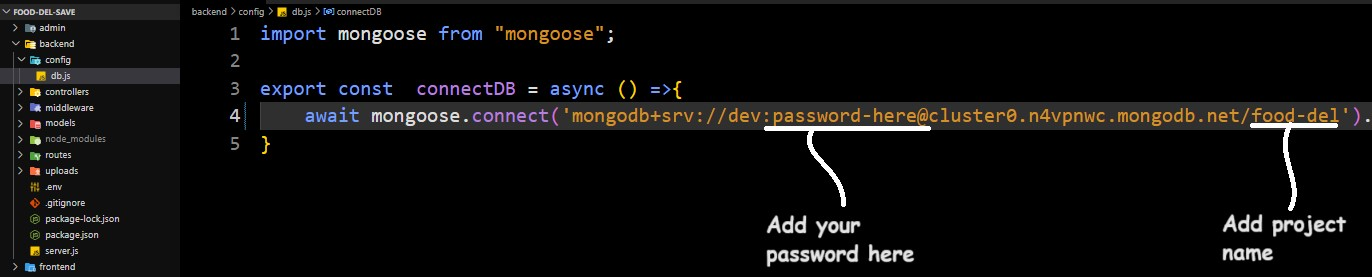 FOOD-DEL-SAVE
admin
backend
config
db.js
controllers
middleware
models
node_modules
routes
uploads
.env
.gitignore
package-lock.json
package.json
server.js
frontend
backend > config > db.js > connectDB
1 import mongoose from "mongoose";
2
3 export const  connectDB = async () =>{
4 await mongoose.connect('mongodb+srv://dev:password-here@cluster0.n4vpnwc.mongodb.net/food-del').
5 }
Add your
password here
Add project
name